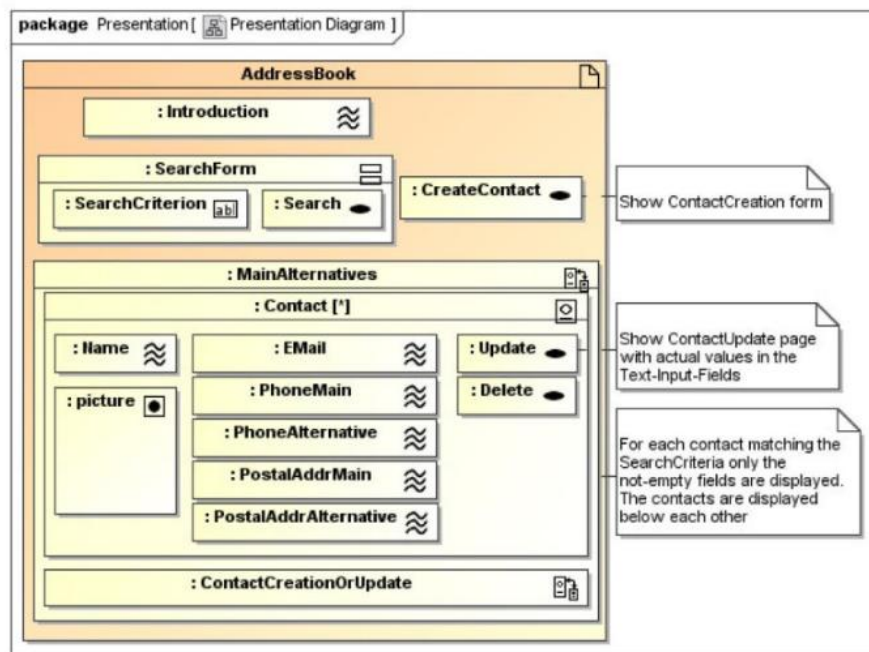 package Presentation [ Presentation Diagram ]
AddressBook
: Introduction
: SearchForm
: SearchCriterion ab|
: Search
: CreateContact
Show ContactCreation form
: MainAlternatives
: Contact [*]
: Name
: EMail
: Update
Show ContactUpdate page
with actual values in the
Text-Input-Fields
: picture
: PhoneMain
: Delete
: PhoneAlternative
: PostalAddrMain
: PostalAddrAlternative
For each contact matching the
SearchCriteria only the
not-empty fields are displayed.
The contacts are displayed
below each other
: ContactCreationOrUpdate